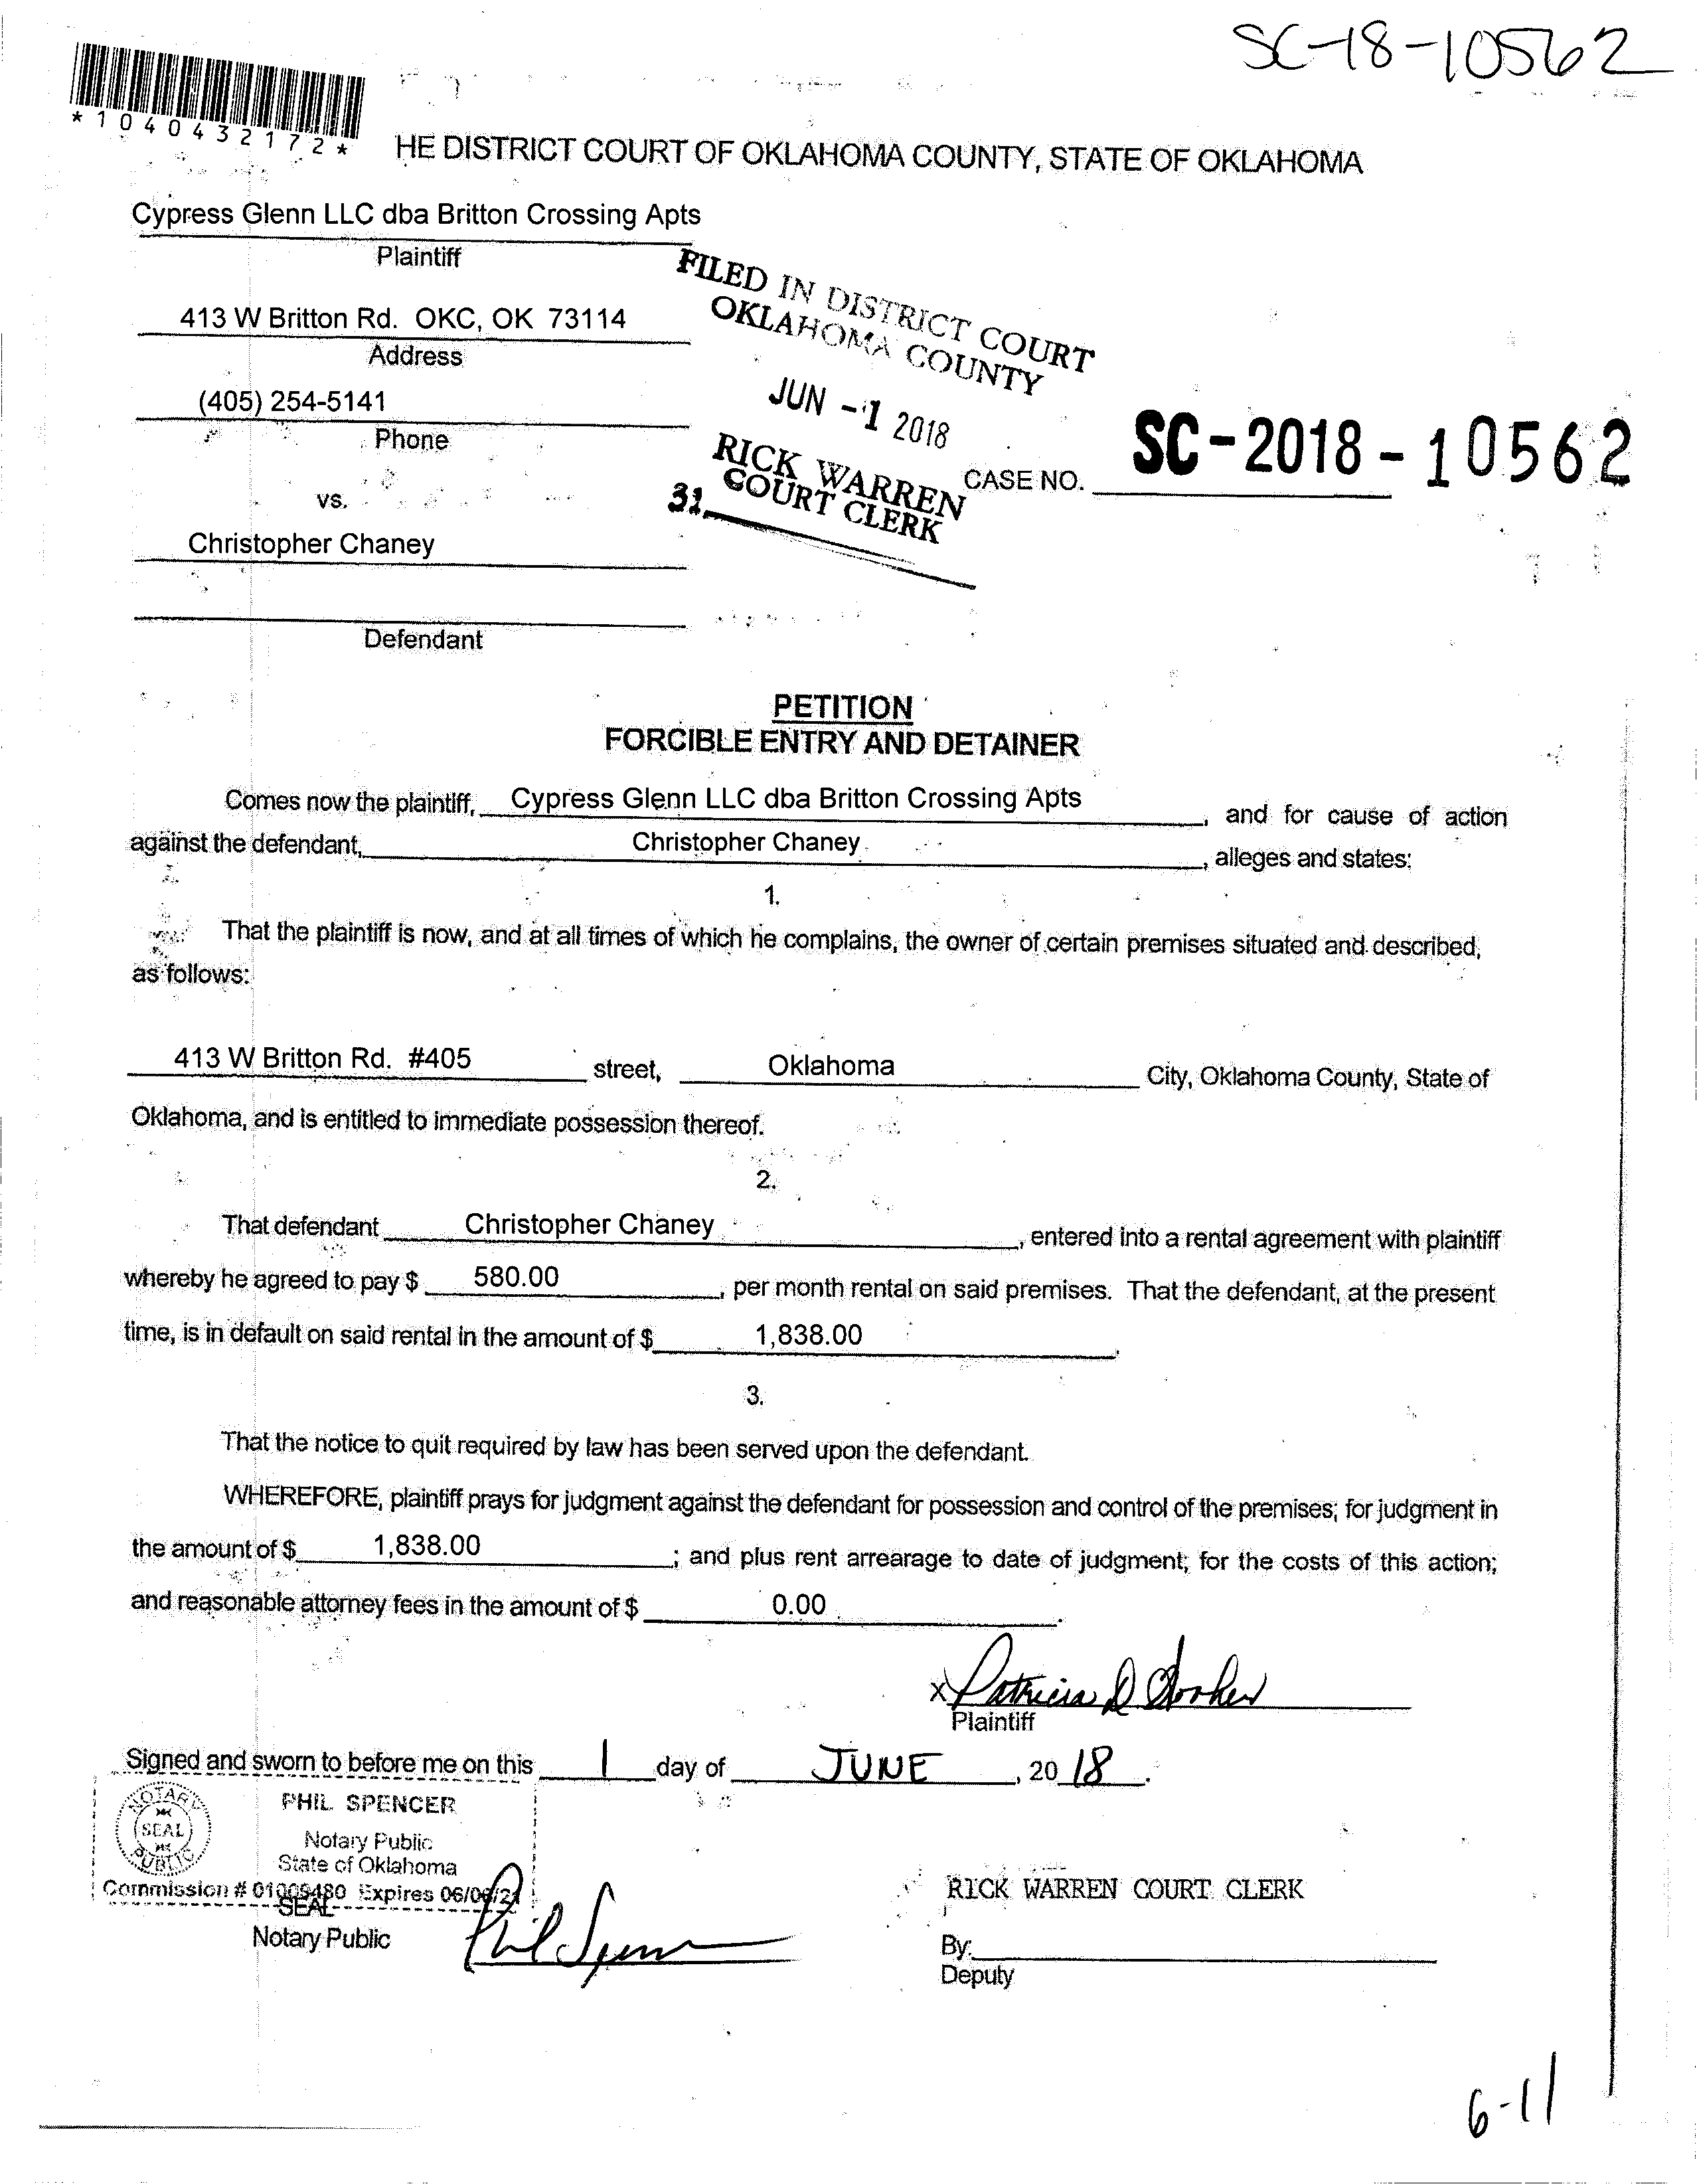 SC-18-10562
*1040432172*
HE DISTRICT COURT OF OKLAHOMA COUNTY, STATE OF OKLAHOMA
Cypress Glenn LLC dba Britton Crossing Apts
Plaintiff
413 W Britton Rd. OKC, OK 73114
Address
(405) 254-5141
Phone
FILED IN DISTRICT COURT
OKLAHOMA COUNTY
JUN -1 2018
RICK WARREN
COURT CLERK
31
CASE NO. SC-2018-10562
vs.
Christopher Chaney
Defendant
PETITION
FORCIBLE ENTRY AND DETAINER
Comes now the plaintiff, Cypress Glenn LLC dba Britton Crossing Apts, and for cause of action
against the defendant, Christopher Chaney, alleges and states:
1.
That the plaintiff is now, and at all times of which he complains, the owner of certain premises situated and described,
as follows:
413 W Britton Rd. #405 street, Oklahoma City, Oklahoma County, State of
Oklahoma, and is entitled to immediate possession thereof.
2.
That defendant Christopher Chaney, entered into a rental agreement with plaintiff
whereby he agreed to pay $ 580.00, per month rental on said premises. That the defendant, at the present
time, is in default on said rental in the amount of $ 1,838.00.
3.
That the notice to quit required by law has been served upon the defendant.
WHEREFORE, plaintiff prays for judgment against the defendant for possession and control of the premises; for judgment in
the amount of $ 1,838.00; and plus rent arrearage to date of judgment; for the costs of this action;
and reasonable attorney fees in the amount of $ 0.00.
x Patricia D
Plaintiff
Signed and sworn to before me on this 1 day of JUNE, 20 18.
NOTARY
SEAL
PUBLIC
PHIL SPENCER
Notary Public
State of Oklahoma
Commission # 01009480 Expires 06/06/21
SEAL
Notary Public Phil Spencer
RICK WARREN COURT CLERK
By:
Deputy
6-11